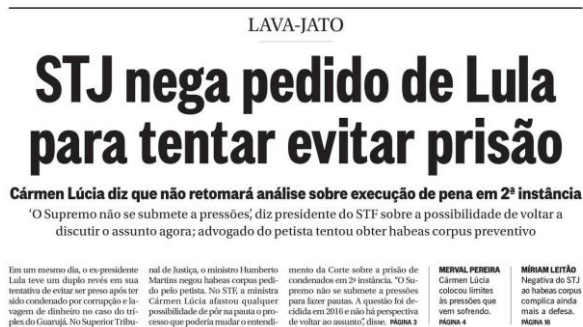 LAVA-JATO
STJ nega pedido de Lula
para tentar evitar prisão
Cármen Lúcia diz que não retomará análise sobre execução de pena em 2ª instância
'O Supremo não se submete a pressões', diz presidente do STF sobre a possibilidade de voltar a
discutir o assunto agora; advogado do petista tentou obter habeas corpus preventivo
Em um mesmo dia, o ex-presidente
Lula teve um duplo revés em sua
tentativa de evitar ser preso após ter
sido condenado por corrupção e la-
vagem de dinheiro no caso do trí-
plex do Guarujá. No Superior Tribu-
nal de Justiça, o ministro Humberto
Martins negou habeas corpus pedi-
do pelo petista. No STF, a ministra
Cármen Lúcia afastou qualquer
possibilidade de pôr na pauta o pro-
cesso que poderia mudar o entendi-
mento da Corte sobre a prisão de
condenados em 2ª instância. "O Su-
premo não se submete a pressões
para fazer pautas. A questão foi de-
cidida em 2016 e não há perspectiva
de voltar ao assunto", disse. PÁGINA 3
MERVAL PEREIRA
Cármen Lúcia
colocou limites
às pressões que
vem sofrendo.
PÁGINA 4
MÍRIAM LEITÃO
Negativa do STJ
ao habeas corpus
complica ainda
mais a defesa.
PÁGINA 16